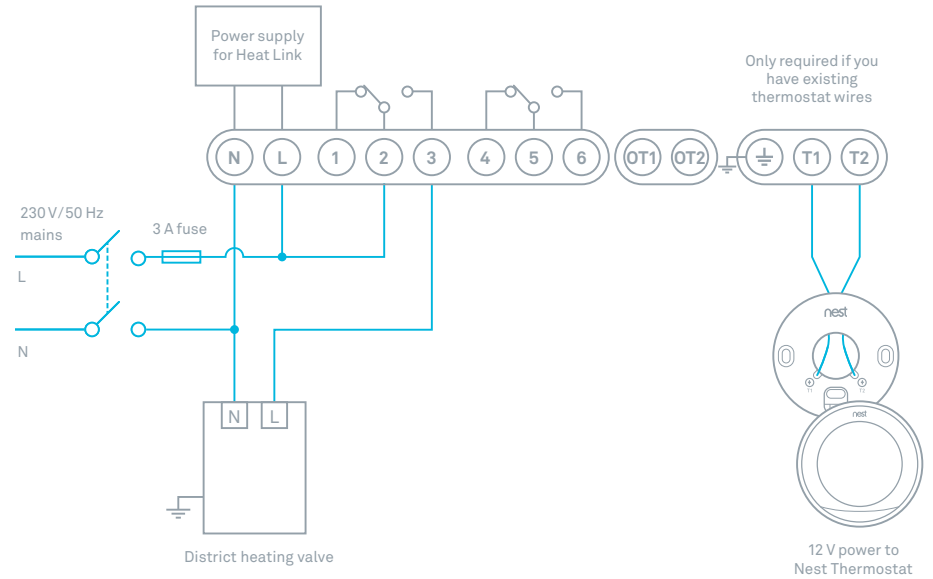 Power supply
for Heat Link
Only required if you
have existing
thermostat wires
N L 1 2 3 4 5 6 OT1 OT2 T1 T2
230 V/50 Hz
mains
3 A fuse
L
N
nest
T1 T2
N L
nest
District heating valve
12 V power to
Nest Thermostat